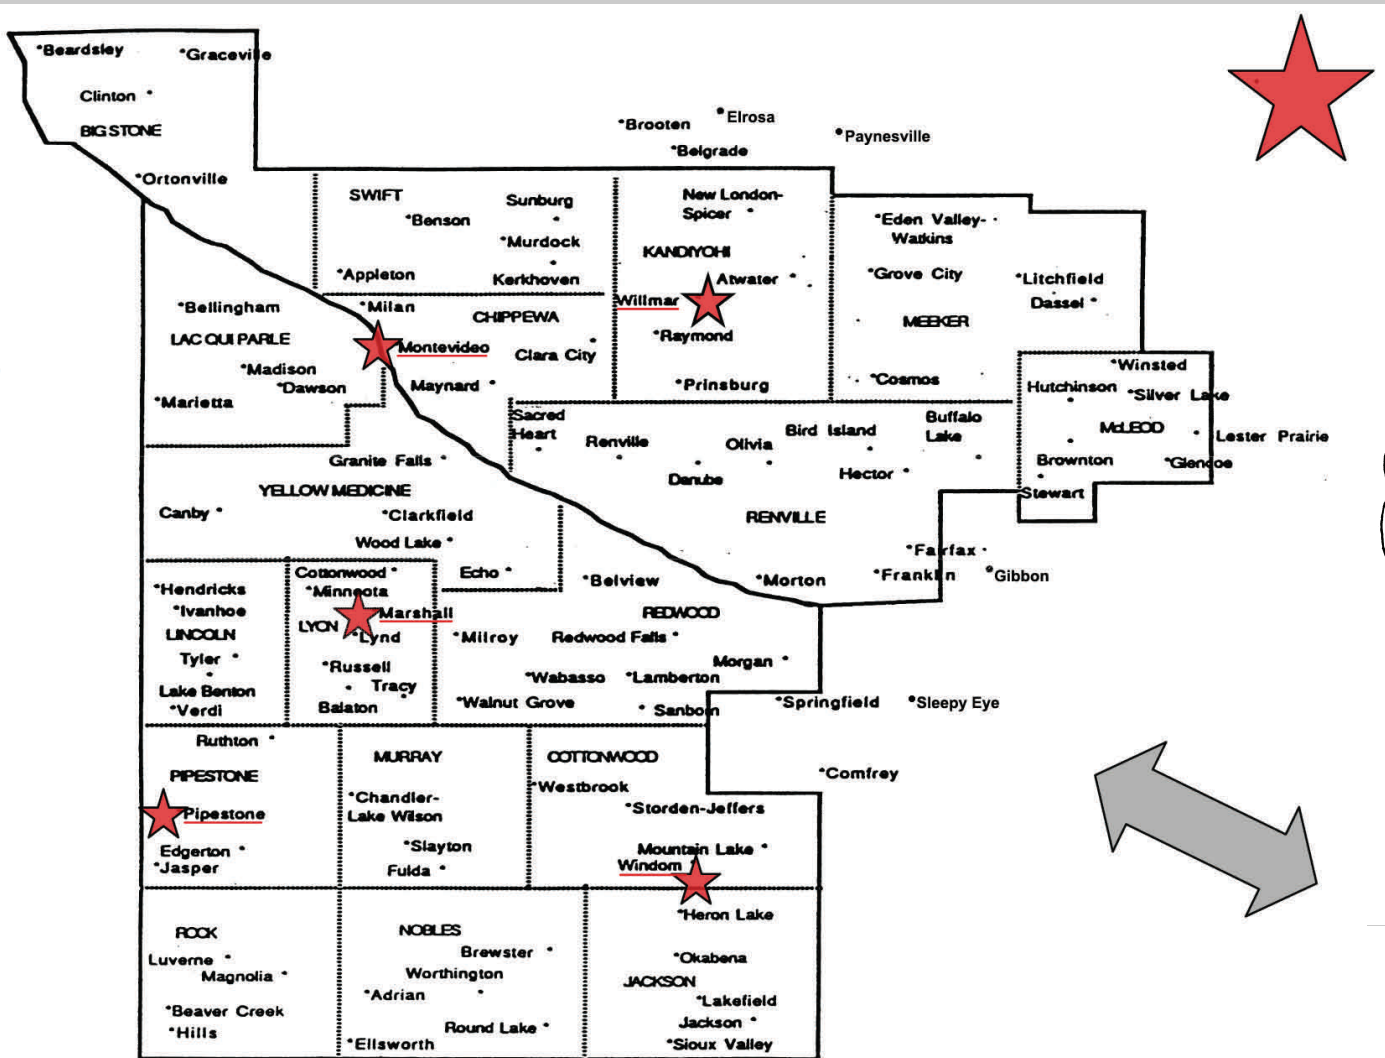 Beardsley
Graceville
Clinton
BIG STONE
Ortonville
Elrosa
Brooten
Paynesville
Belgrade
SWIFT
Sunburg
Benson
Murdock
Appleton
Kerkhoven
New London-
Spicer
KANDIYOHI
Atwater
Willmar
Raymond
Prinsburg
Eden Valley-
Watkins
Grove City
Litchfield
Dassel
MEEKER
Cosmos
Bellingham
LAC QUI PARLE
Madison
Dawson
Marietta
Milan
CHIPPEWA
Montevideo
Clara City
Maynard
Winsted
Hutchinson
Silver Lake
McLEOD
Lester Prairie
Brownton
Glencoe
Stewart
Sacred
Heart
Renville
Olivia
Bird Island
Buffalo
Lake
Danube
Hector
RENVILLE
Fairfax
Franklin
Gibbon
Morton
Granite Falls
YELLOW MEDICINE
Canby
Clarkfield
Wood Lake
Echo
Hendricks
Ivanhoe
LINCOLN
Tyler
Lake Benton
Verdi
Cottonwood
Minneota
Marshall
LYON
Lynd
Russell
Tracy
Balaton
Belview
REDWOOD
Milroy
Redwood Falls
Morgan
Wabasso
Lamberton
Walnut Grove
Sanborn
Springfield
Sleepy Eye
Comfrey
Ruthton
PIPESTONE
Pipestone
Edgerton
Jasper
MURRAY
Chandler-
Lake Wilson
Slayton
Fulda
COTTONWOOD
Westbrook
Storden-Jeffers
Mountain Lake
Windom
ROCK
Luverne
Magnolia
Beaver Creek
Hills
NOBLES
Brewster
Worthington
Adrian
Round Lake
Ellsworth
Heron Lake
Okabena
JACKSON
Lakefield
Jackson
Sioux Valley